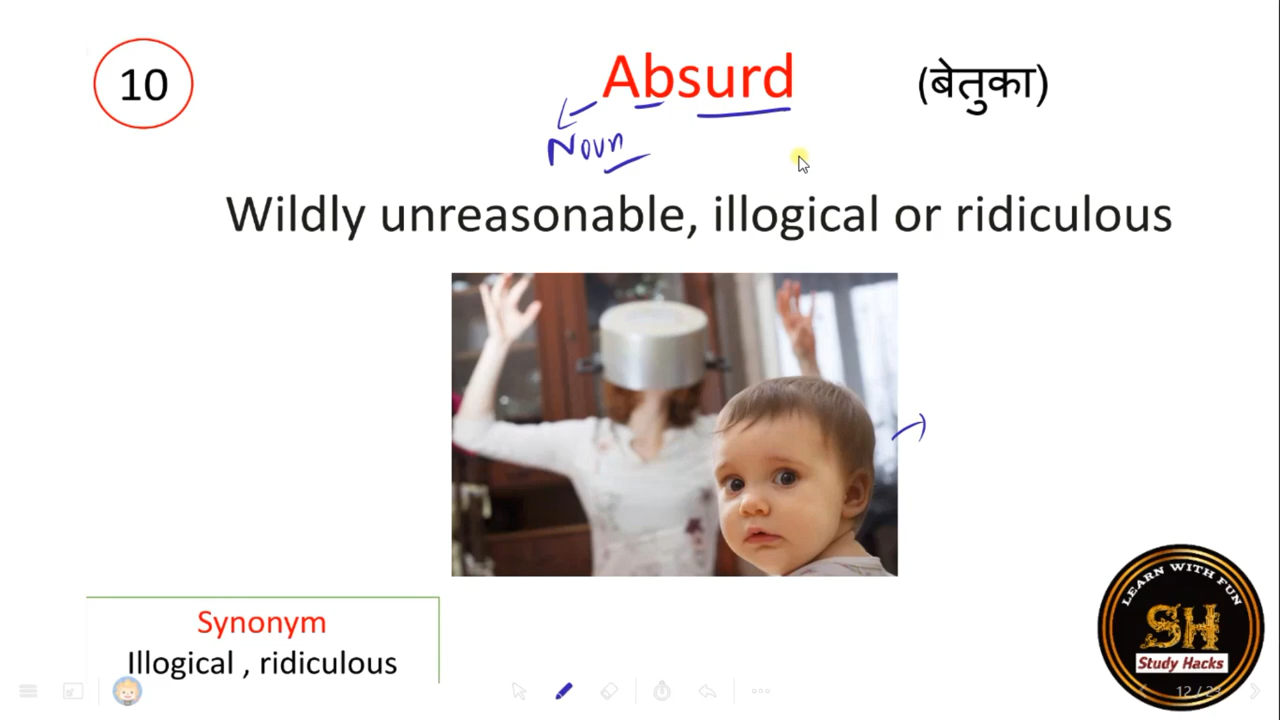 10
Absurd
(बेतुका)
Noun
Wildly unreasonable, illogical or ridiculous
Synonym
Illogical , ridiculous
LEARN WITH FUN
SH
Study Hacks